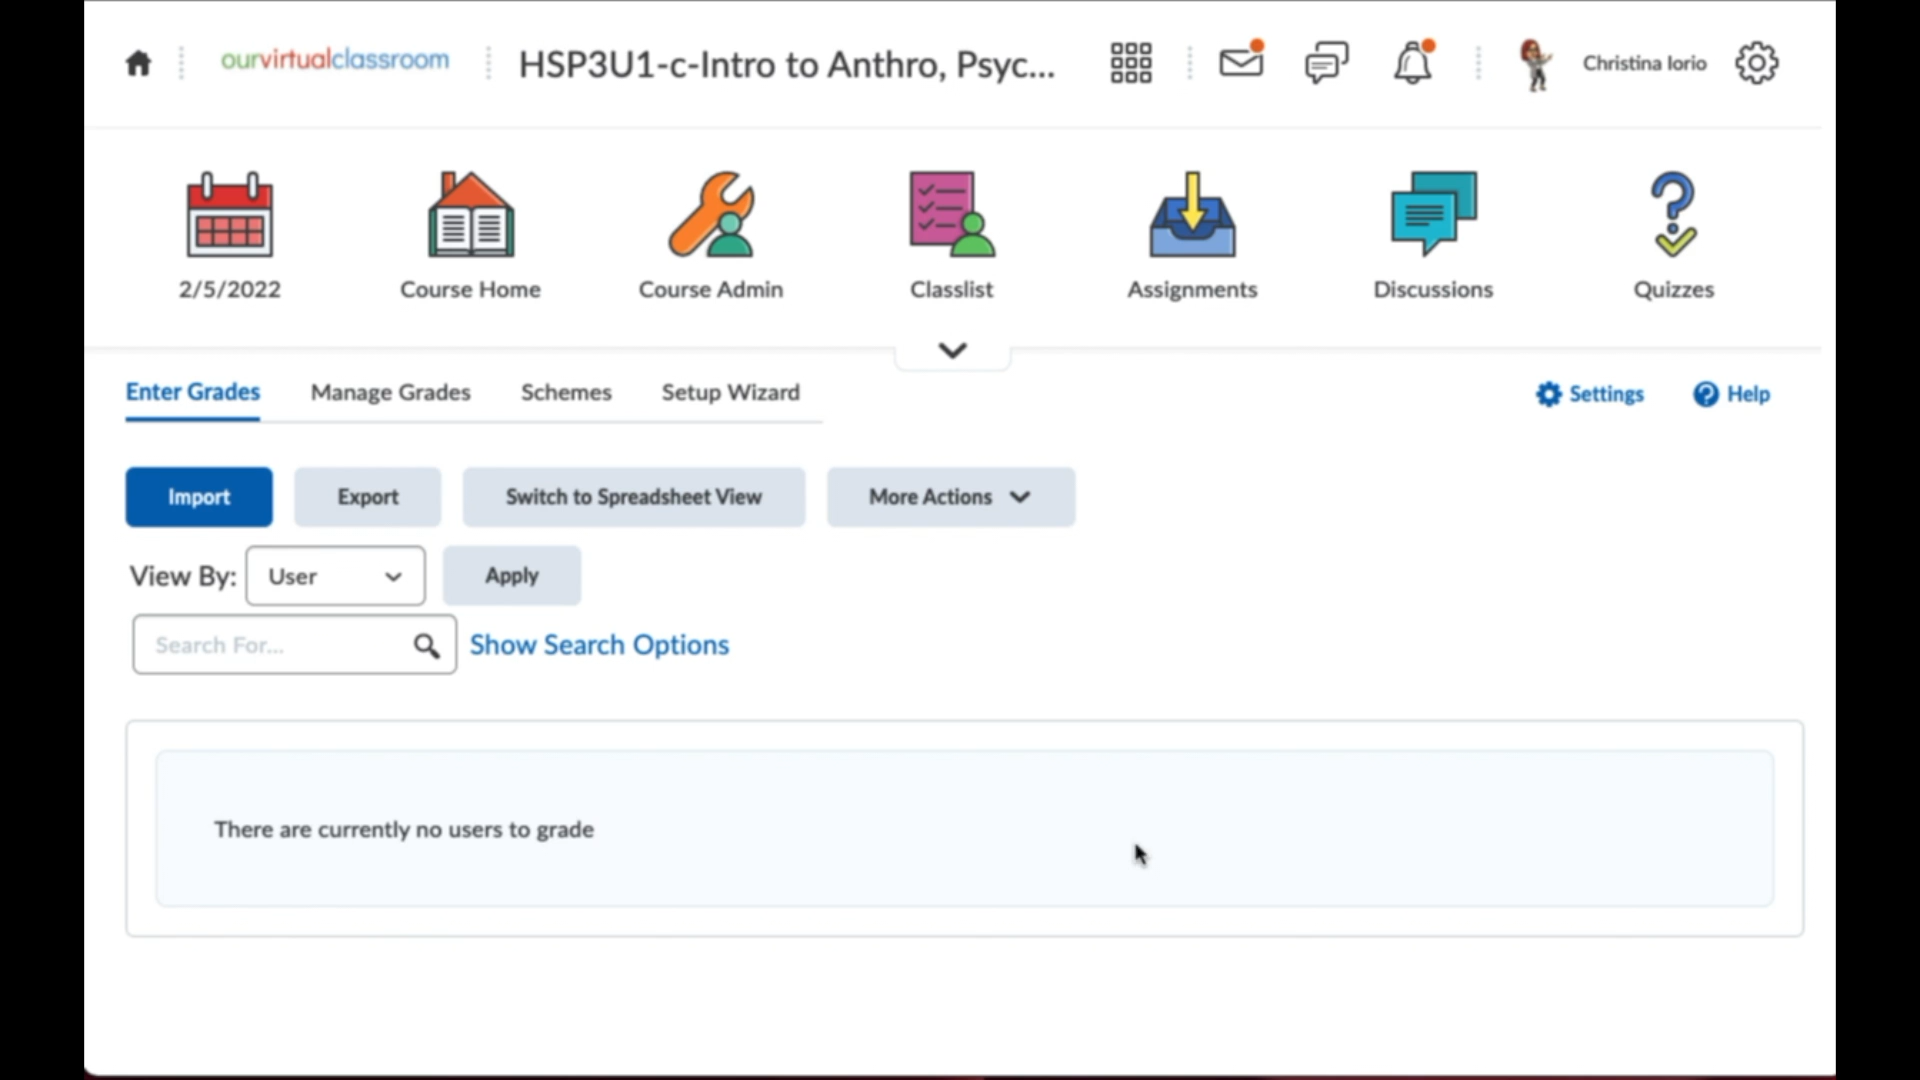 ourvirtualclassroom
HSP3U1-c-Intro to Anthro, Psyc...
Christina Iorio
2/5/2022
Course Home
Course Admin
Classlist
Assignments
Discussions
Quizzes
Enter Grades
Manage Grades
Schemes
Setup Wizard
Settings
Help
Import
Export
Switch to Spreadsheet View
More Actions
View By: User
Apply
Search For...
Show Search Options
There are currently no users to grade